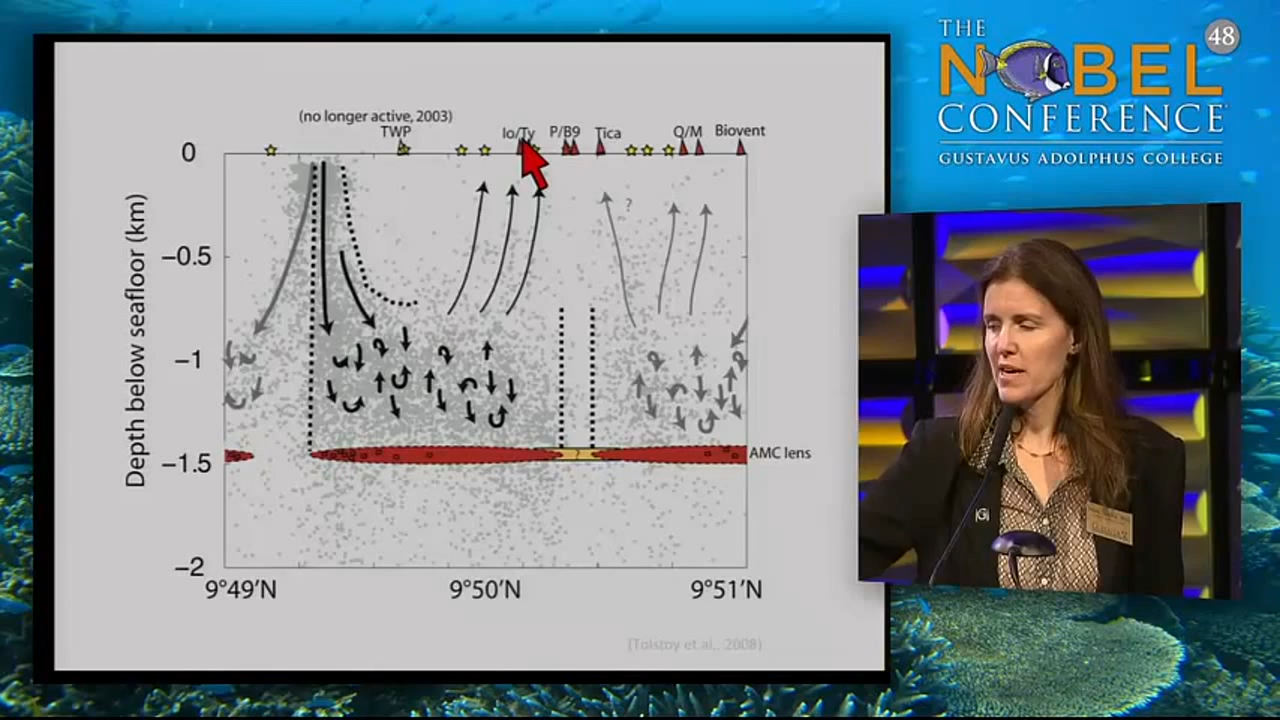 THE
NOBEL
CONFERENCE
48
GUSTAVUS ADOLPHUS COLLEGE
(no longer active, 2003)
TWP
Io/Ty
P/B9
Tica
Q/M
Biovent
0
−0.5
−1
−1.5
−2
Depth below seafloor (km)
?
?
AMC lens
9°49′N
9°50′N
9°51′N
(Tolstoy et al., 2008)